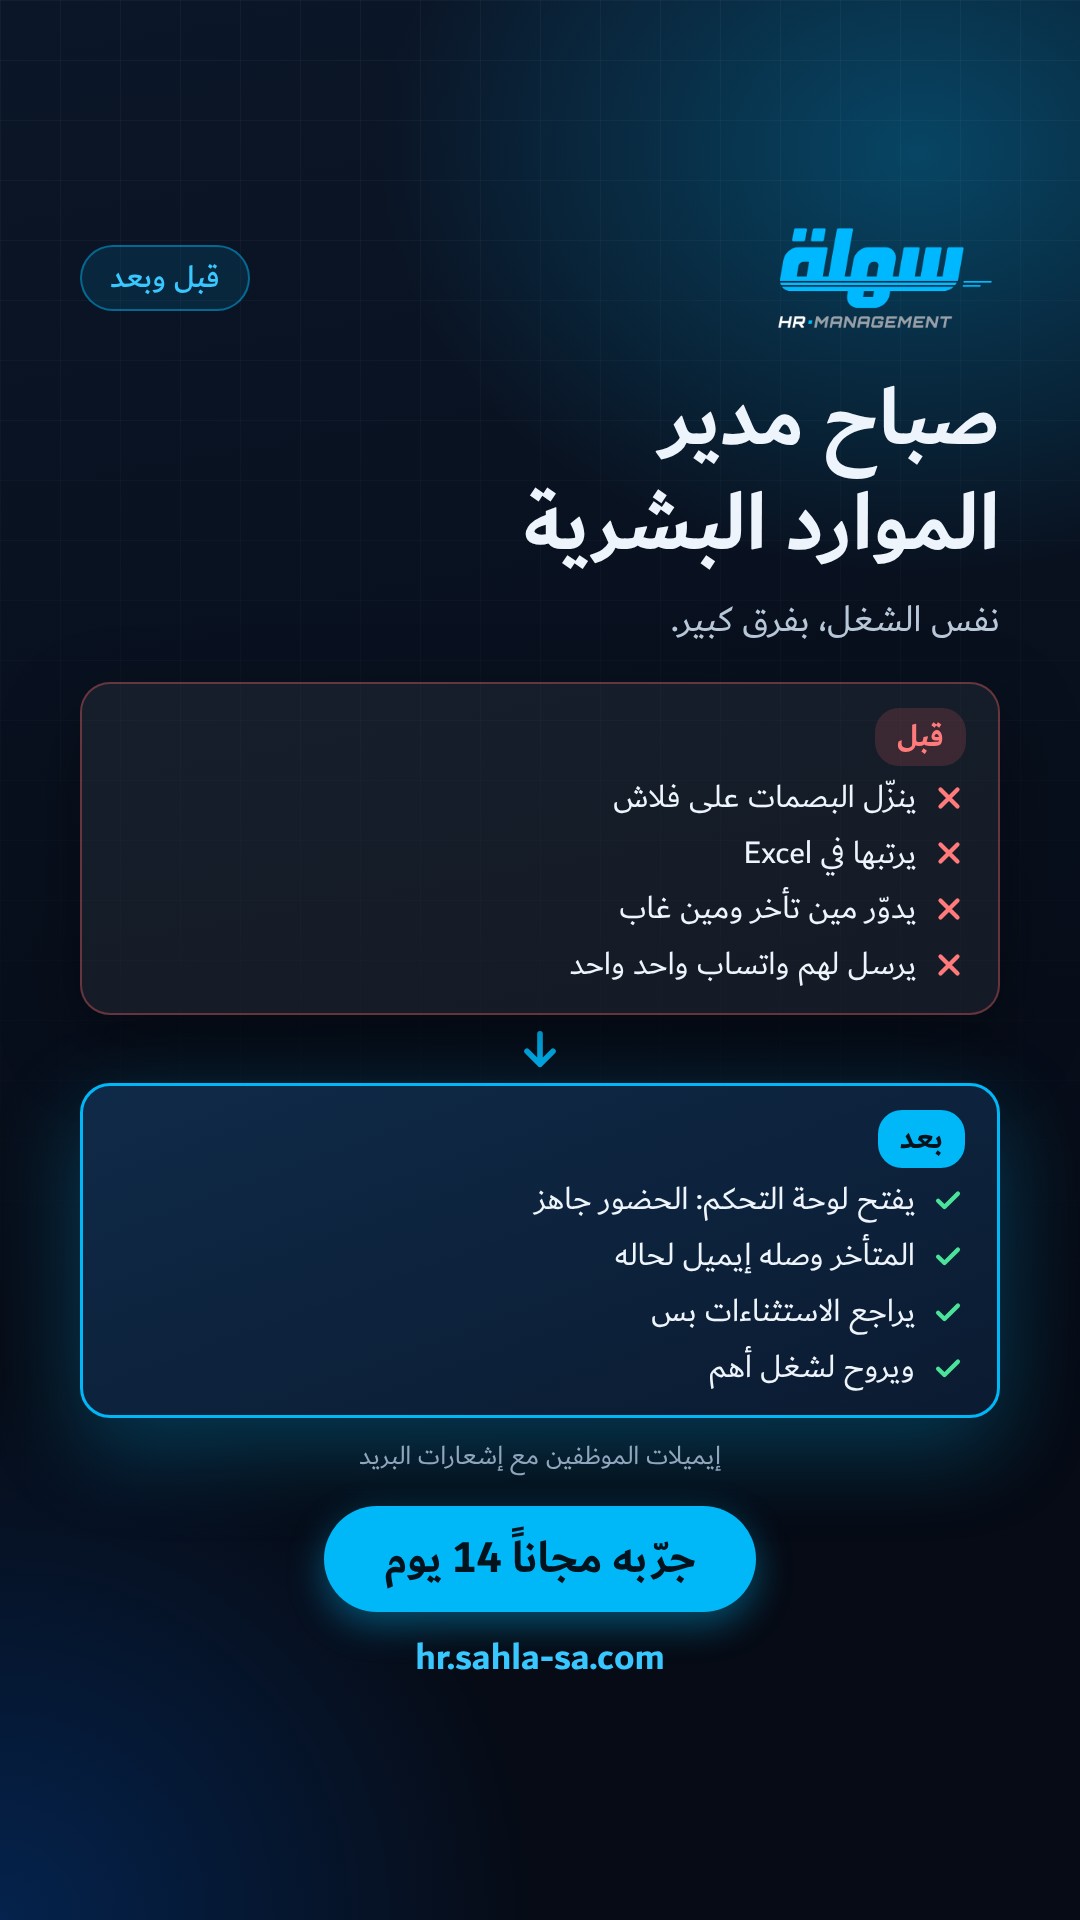 سهلة
HR·MANAGEMENT
قبل وبعد
صباح مدير
الموارد البشرية
نفس الشغل، بفرق كبير.
قبل
ينزّل البصمات على فلاش
يرتبها في Excel
يدوّر مين تأخر ومين غاب
يرسل لهم واتساب واحد واحد
بعد
يفتح لوحة التحكم: الحضور جاهز
المتأخر وصله إيميل لحاله
يراجع الاستثناءات بس
ويروح لشغل أهم
إيميلات الموظفين مع إشعارات البريد
جرّبه مجاناً 14 يوم
hr.sahla-sa.com